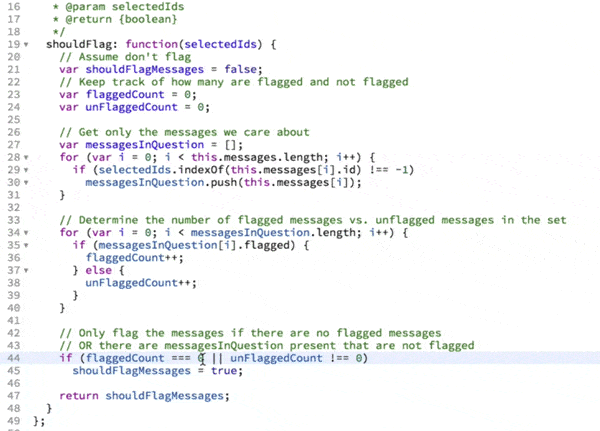 16 * @param selectedIds
17 * @return {boolean}
18 */
19 shouldFlag: function(selectedIds) {
20 // Assume don't flag
21 var shouldFlagMessages = false;
22 // Keep track of how many are flagged and not flagged
23 var flaggedCount = 0;
24 var unFlaggedCount = 0;
25
26 // Get only the messages we care about
27 var messagesInQuestion = [];
28 for (var i = 0; i < this.messages.length; i++) {
29 if (selectedIds.indexOf(this.messages[i].id) !== -1)
30 messagesInQuestion.push(this.messages[i]);
31 }
32
33 // Determine the number of flagged messages vs. unflagged messages in the set
34 for (var i = 0; i < messagesInQuestion.length; i++) {
35 if (messagesInQuestion[i].flagged) {
36 flaggedCount++;
37 } else {
38 unFlaggedCount++;
39 }
40 }
41
42 // Only flag the messages if there are no flagged messages
43 // OR there are messagesInQuestion present that are not flagged
44 if (flaggedCount === 0 || unFlaggedCount !== 0)
45 shouldFlagMessages = true;
46
47 return shouldFlagMessages;
48 }
49 };